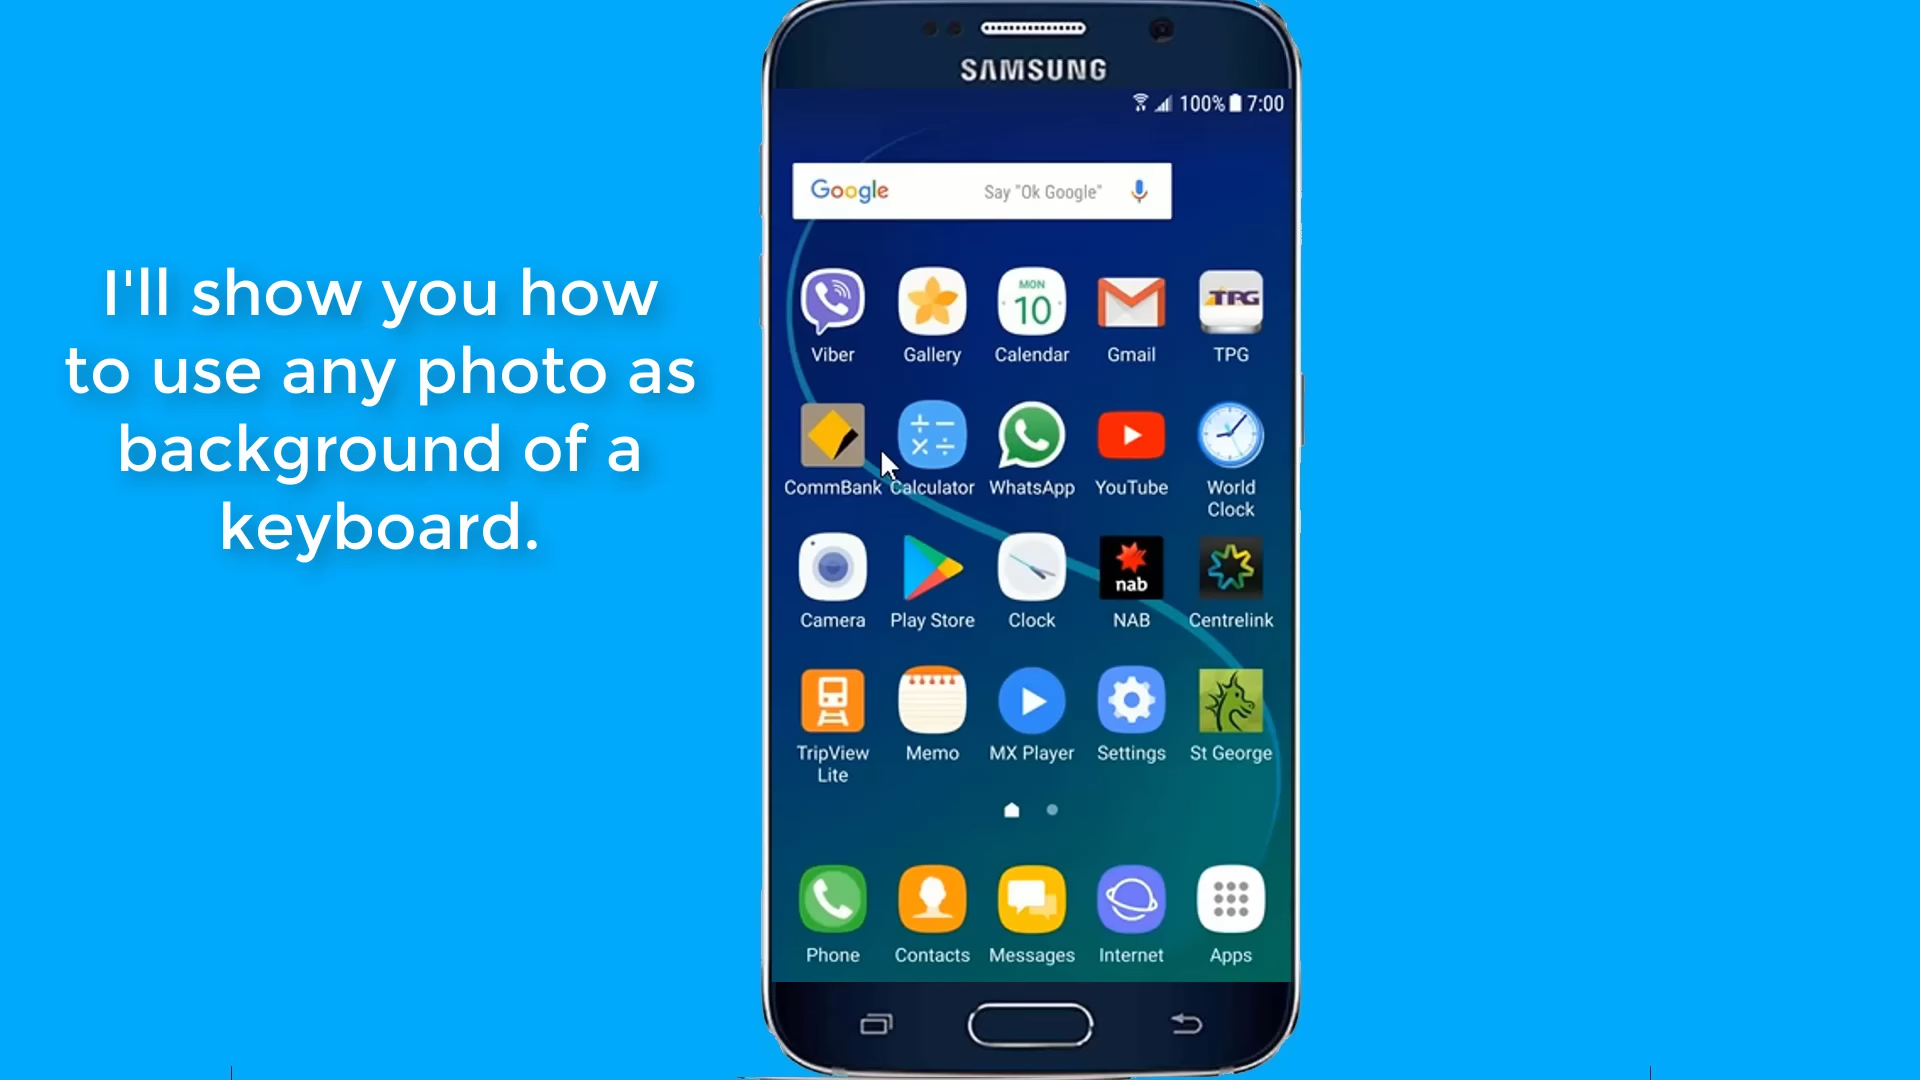 I'll show you how
to use any photo as
background of a
keyboard.
SAMSUNG
100% 7:00
Google Say "Ok Google"
MON
10
TPG
Viber Gallery Calendar Gmail TPG
CommBank Calculator WhatsApp YouTube World Clock
nab
Camera Play Store Clock NAB Centrelink
TripView Lite Memo MX Player Settings St George
Phone Contacts Messages Internet Apps